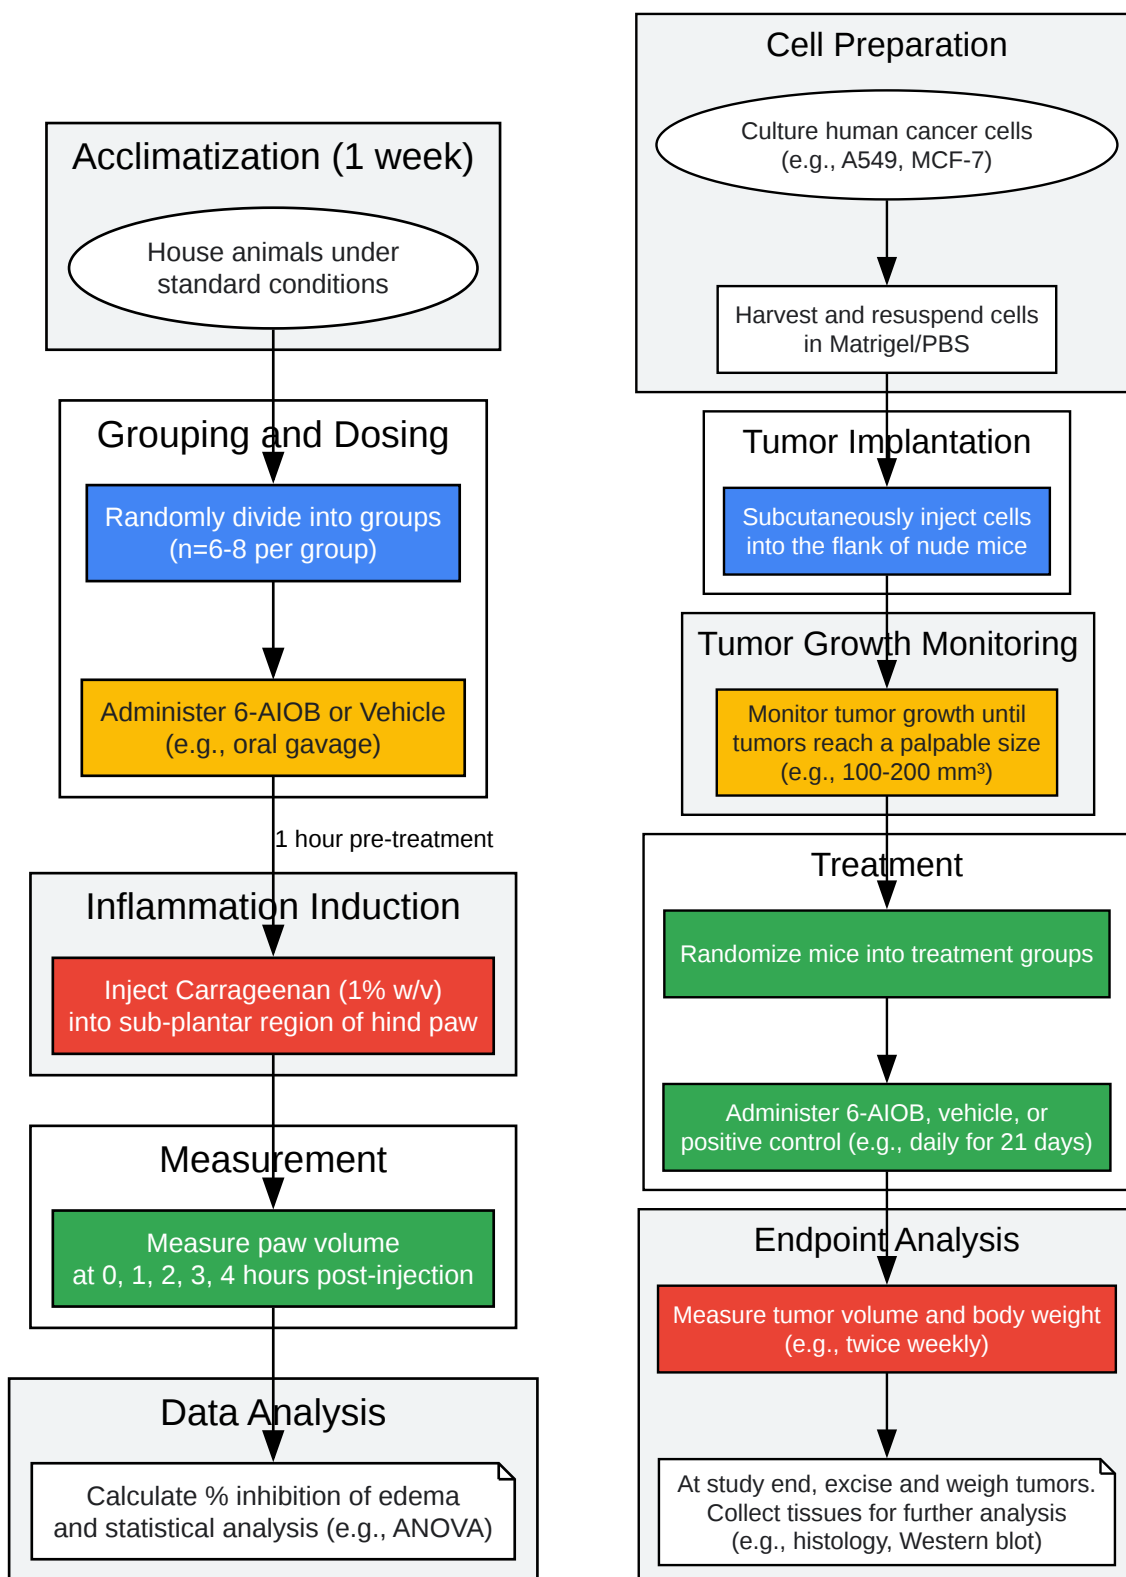 Acclimatization (1 week)
House animals under
standard conditions
Grouping and Dosing
Randomly divide into groups
(n=6-8 per group)
Administer 6-AIOB or Vehicle
(e.g., oral gavage)
1 hour pre-treatment
Inflammation Induction
Inject Carrageenan (1% w/v)
into sub-plantar region of hind paw
Measurement
Measure paw volume
at 0, 1, 2, 3, 4 hours post-injection
Data Analysis
Calculate % inhibition of edema
and statistical analysis (e.g., ANOVA)
Cell Preparation
Culture human cancer cells
(e.g., A549, MCF-7)
Harvest and resuspend cells
in Matrigel/PBS
Tumor Implantation
Subcutaneously inject cells
into the flank of nude mice
Tumor Growth Monitoring
Monitor tumor growth until
tumors reach a palpable size
(e.g., 100-200 mm³)
Treatment
Randomize mice into treatment groups
Administer 6-AIOB, vehicle, or
positive control (e.g., daily for 21 days)
Endpoint Analysis
Measure tumor volume and body weight
(e.g., twice weekly)
At study end, excise and weigh tumors.
Collect tissues for further analysis
(e.g., histology, Western blot)